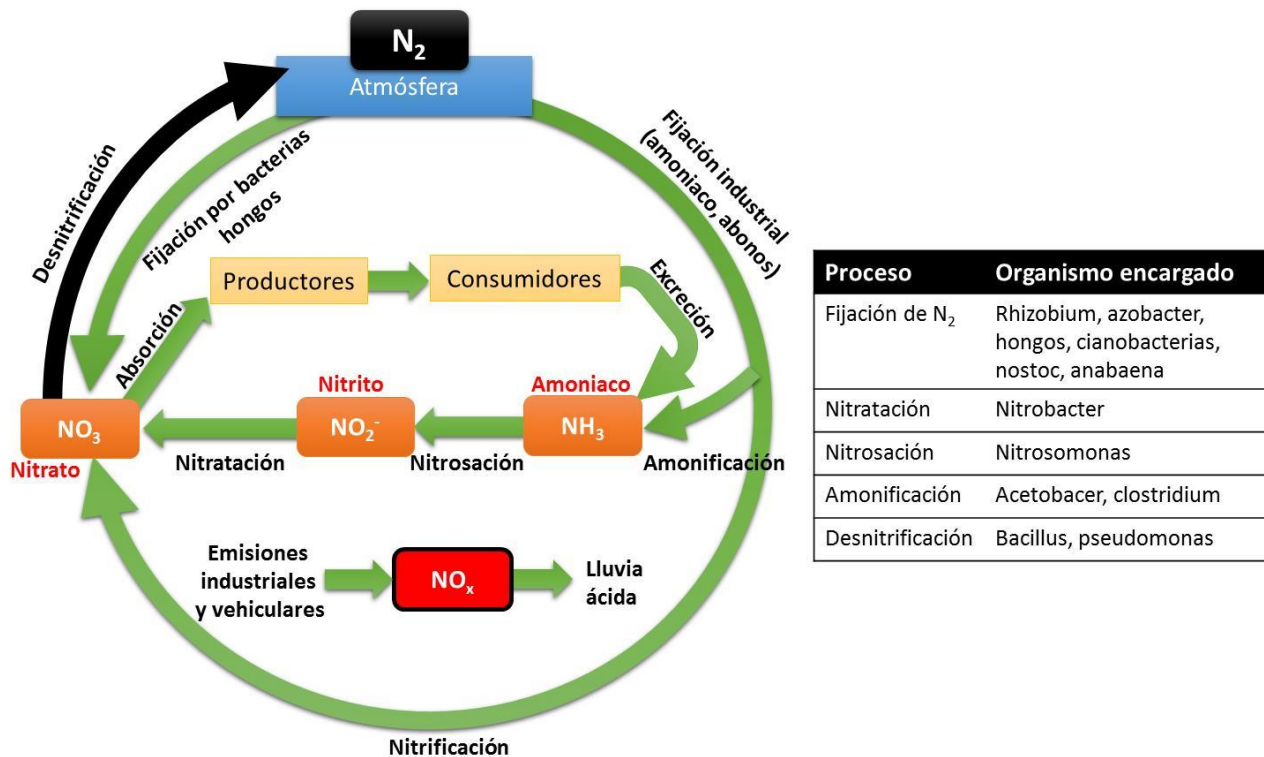 N₂
Atmósfera
Desnitrificación
Fijación por bacterias
hongos
Fijación industrial
(amoniaco, abonos)
Productores
Consumidores
Excreción
Absorción
Nitrito
Amoniaco
NO₃
NO₂⁻
NH₃
Nitrato
Nitratación
Nitrosación
Amonificación
Emisiones
industriales
y vehiculares
NOₓ
Lluvia
ácida
Nitrificación
Proceso Organismo encargado
Fijación de N₂ Rhizobium, azobacter,
hongos, cianobacterias,
nostoc, anabaena
Nitratación Nitrobacter
Nitrosación Nitrosomonas
Amonificación Acetobacer, clostridium
Desnitrificación Bacillus, pseudomonas